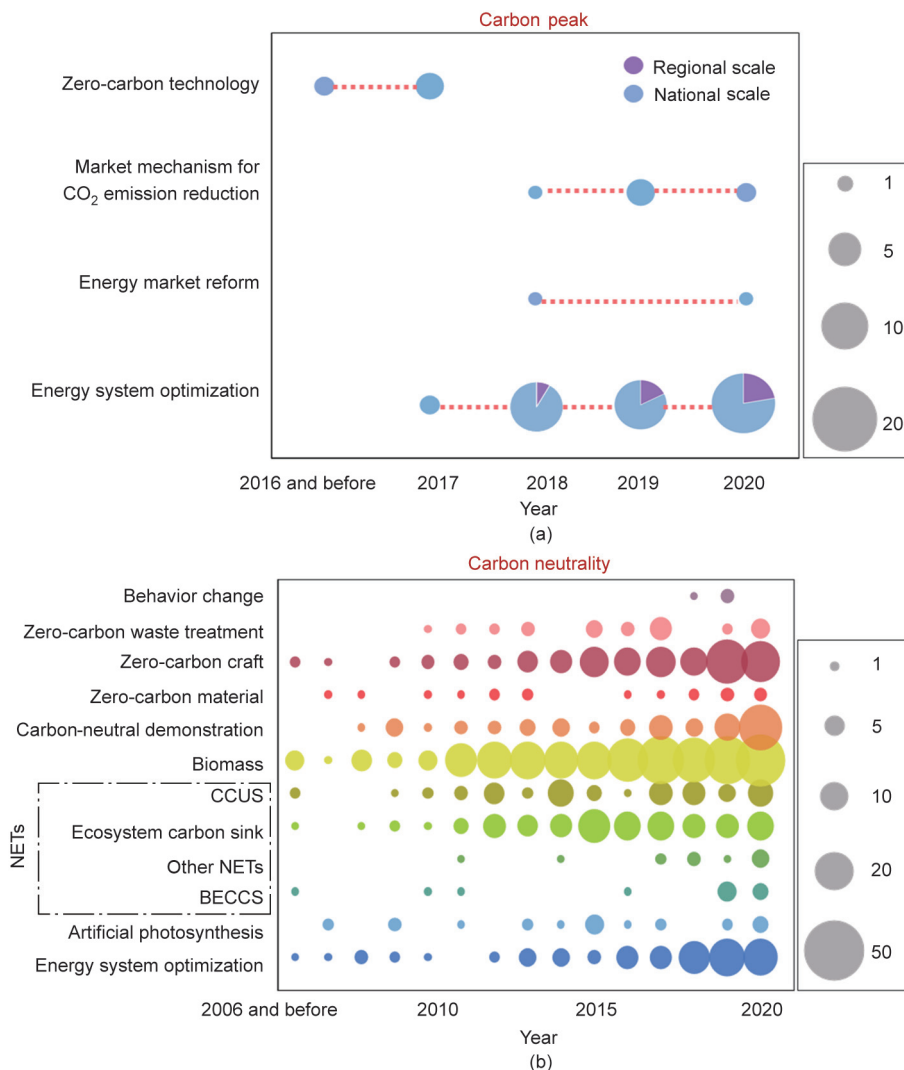 Carbon peak
Zero-carbon technology
Regional scale
National scale
Market mechanism for
CO₂ emission reduction
1
Energy market reform
5
10
Energy system optimization
20
2016 and before 2017 2018 2019 2020
Year
(a)
Carbon neutrality
Behavior change
Zero-carbon waste treatment
Zero-carbon craft
Zero-carbon material
Carbon-neutral demonstration
Biomass
NETs
CCUS
Ecosystem carbon sink
Other NETs
BECCS
Artificial photosynthesis
Energy system optimization
1
5
10
20
50
2006 and before 2010 2015 2020
Year
(b)